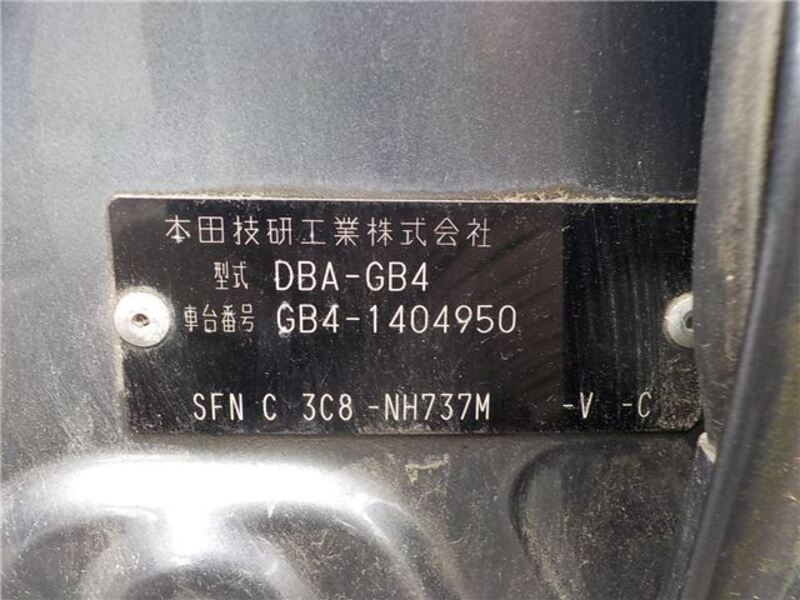 本田技研工業株式会社
型式 DBA-GB4
車台番号 GB4-1404950
SFN C 3C8 -NH737M -V -C